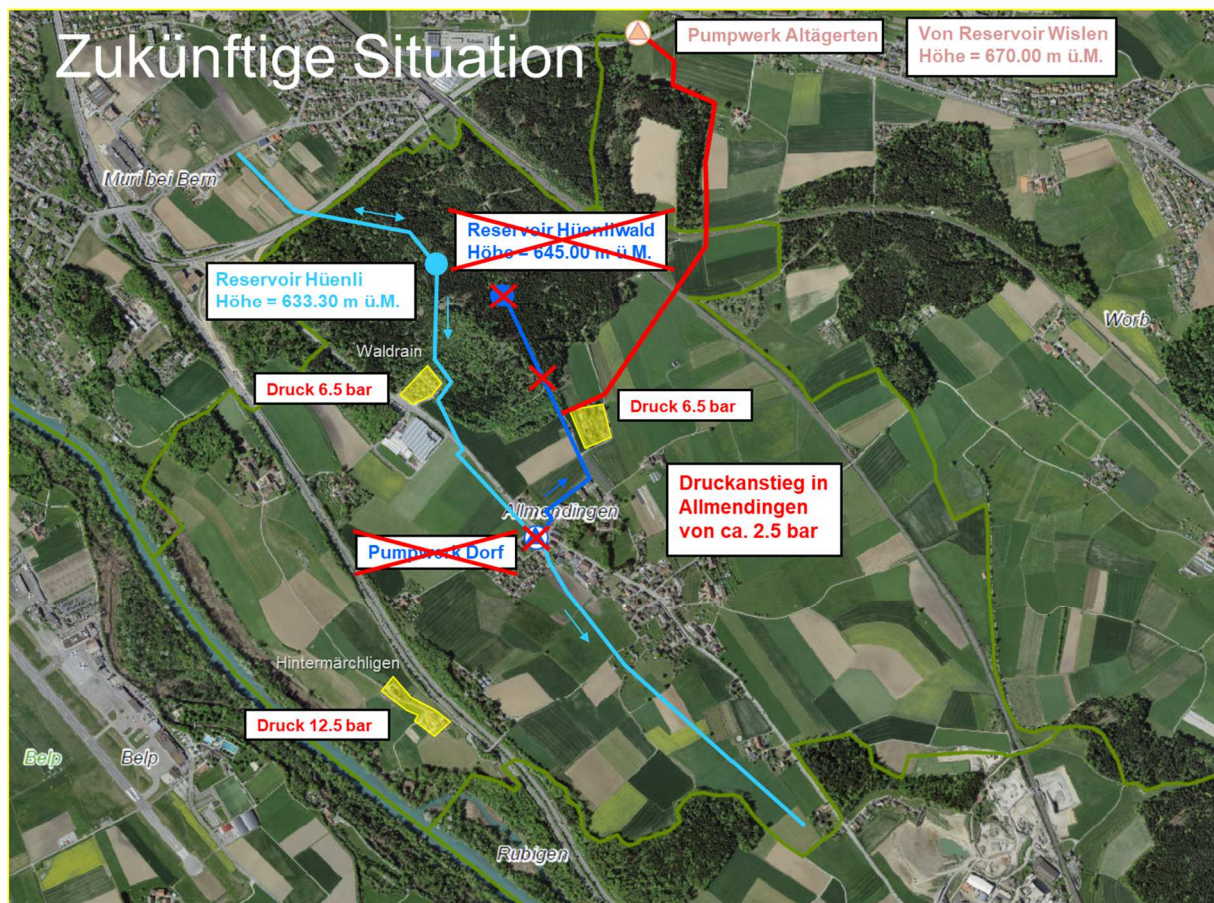 Zukünftige Situation
Pumpwerk Altägerten
Von Reservoir Wislen
Höhe = 670.00 m ü.M.
Muri bei Bern
Reservoir Hüenliwald
Höhe = 645.00 m ü.M.
Reservoir Hüenli
Höhe = 633.30 m ü.M.
Worb
Waldrain
Druck 6.5 bar
Druck 6.5 bar
Druckanstieg in
Allmendingen
von ca. 2.5 bar
Allmendingen
Pumpwerk Dorf
Hintermärchligen
Druck 12.5 bar
Belp
Belp
Rubigen